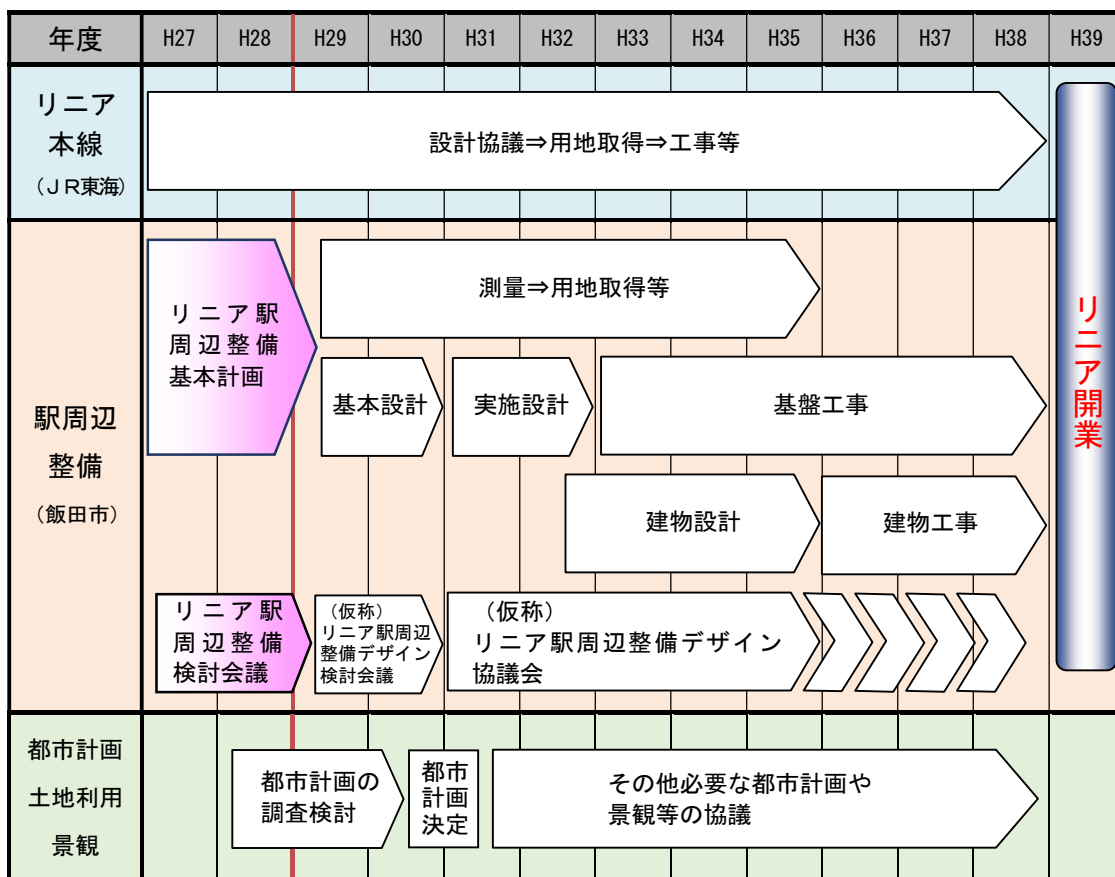 年度 H27 H28 H29 H30 H31 H32 H33 H34 H35 H36 H37 H38 H39
リニア
本線
（ＪＲ東海）
設計協議⇒用地取得⇒工事等
駅周辺
整備
（飯田市）
リニア駅
周辺整備
基本計画
測量⇒用地取得等
基本設計
実施設計
基盤工事
建物設計
建物工事
リニア駅
周辺整備
検討会議
（仮称）
リニア駅周辺
整備デザイン
検討会議
（仮称）
リニア駅周辺整備デザイン
協議会
リニア開業
都市計画
土地利用
景観
都市計画の
調査検討
都市
計画
決定
その他必要な都市計画や
景観等の協議